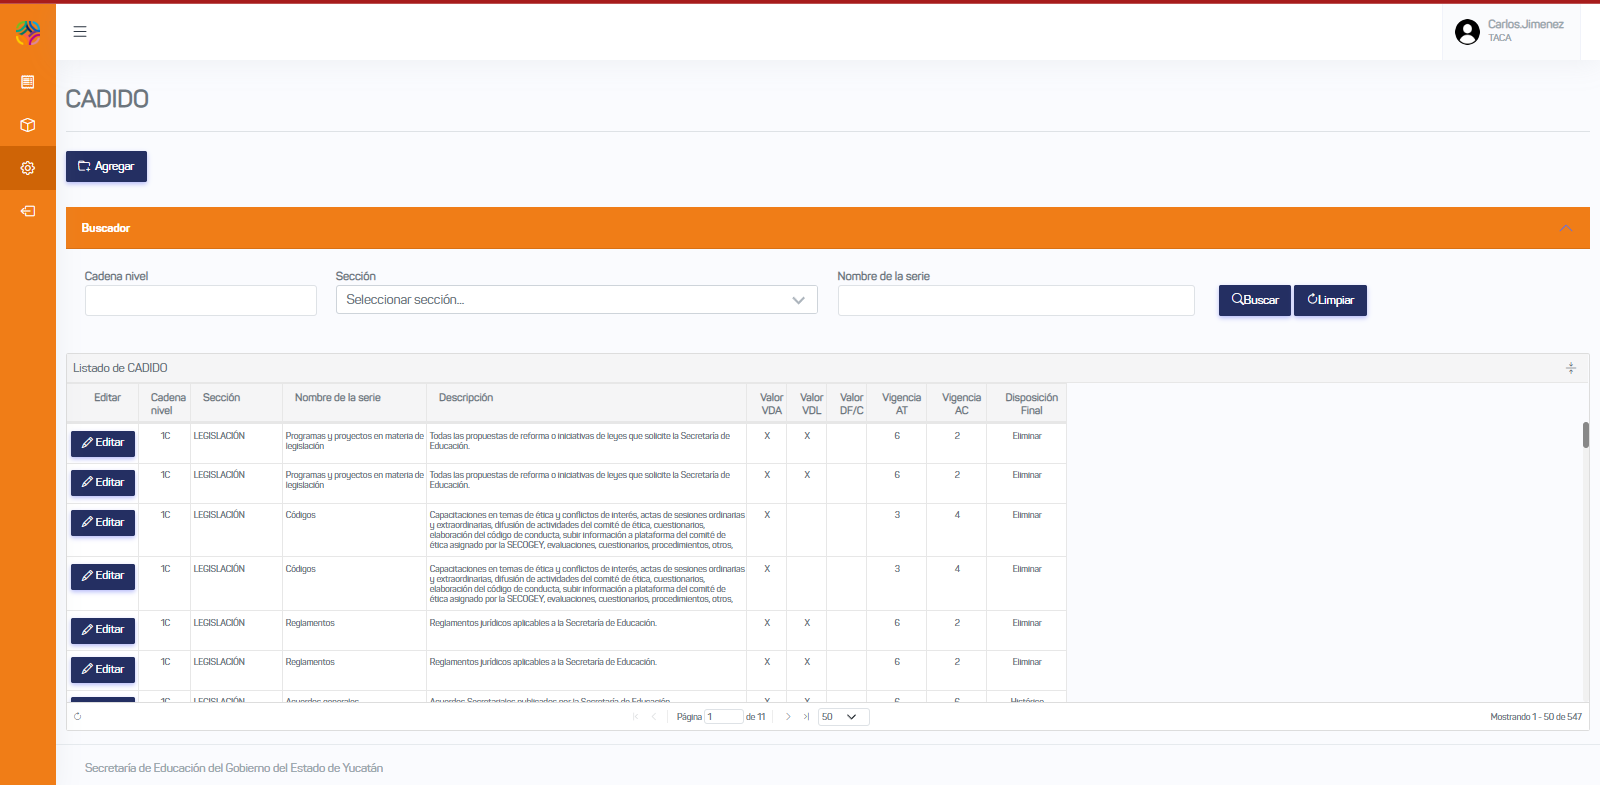 Carlos.Jimenez
TACA
CADIDO
Agregar
Buscador
Cadena nivel
Sección
Nombre de la serie
Seleccionar sección...
Buscar
Limpiar
Listado de CADIDO
Editar
Cadena nivel
Sección
Nombre de la serie
Descripción
Valor VDA
Valor VDL
Valor DF/C
Vigencia AT
Vigencia AC
Disposición Final
Editar
1C
LEGISLACIÓN
Programas y proyectos en materia de
legislación
Todas las propuestas de reforma o iniciativas de leyes que solicite la Secretaría de
Educación.
X
X
6
2
Eliminar
Editar
1C
LEGISLACIÓN
Programas y proyectos en materia de
legislación
Todas las propuestas de reforma o iniciativas de leyes que solicite la Secretaría de
Educación.
X
X
6
2
Eliminar
Editar
1C
LEGISLACIÓN
Códigos
Capacitaciones en temas de ética y conflictos de interés, actas de sesiones ordinarias
y extraordinarias, difusión de actividades del comité de ética, cuestionarios,
elaboración del código de conducta, subir información a plataforma del comité de
ética asignado por la SECOGEY, evaluaciones, cuestionarios, procedimientos, otros,
X
3
4
Eliminar
Editar
1C
LEGISLACIÓN
Códigos
Capacitaciones en temas de ética y conflictos de interés, actas de sesiones ordinarias
y extraordinarias, difusión de actividades del comité de ética, cuestionarios,
elaboración del código de conducta, subir información a plataforma del comité de
ética asignado por la SECOGEY, evaluaciones, cuestionarios, procedimientos, otros,
X
3
4
Eliminar
Editar
1C
LEGISLACIÓN
Reglamentos
Reglamentos jurídicos aplicables a la Secretaría de Educación.
X
X
6
2
Eliminar
Editar
1C
LEGISLACIÓN
Reglamentos
Reglamentos jurídicos aplicables a la Secretaría de Educación.
X
X
6
2
Eliminar
1C
LEGISLACIÓN
Acuerdos generales
Acuerdos Secretariales publicados por la Secretaría de Educación
X
X
6
6
Histórico
Página 1 de 11
50
Mostrando 1 - 50 de 547
Secretaría de Educación del Gobierno del Estado de Yucatán